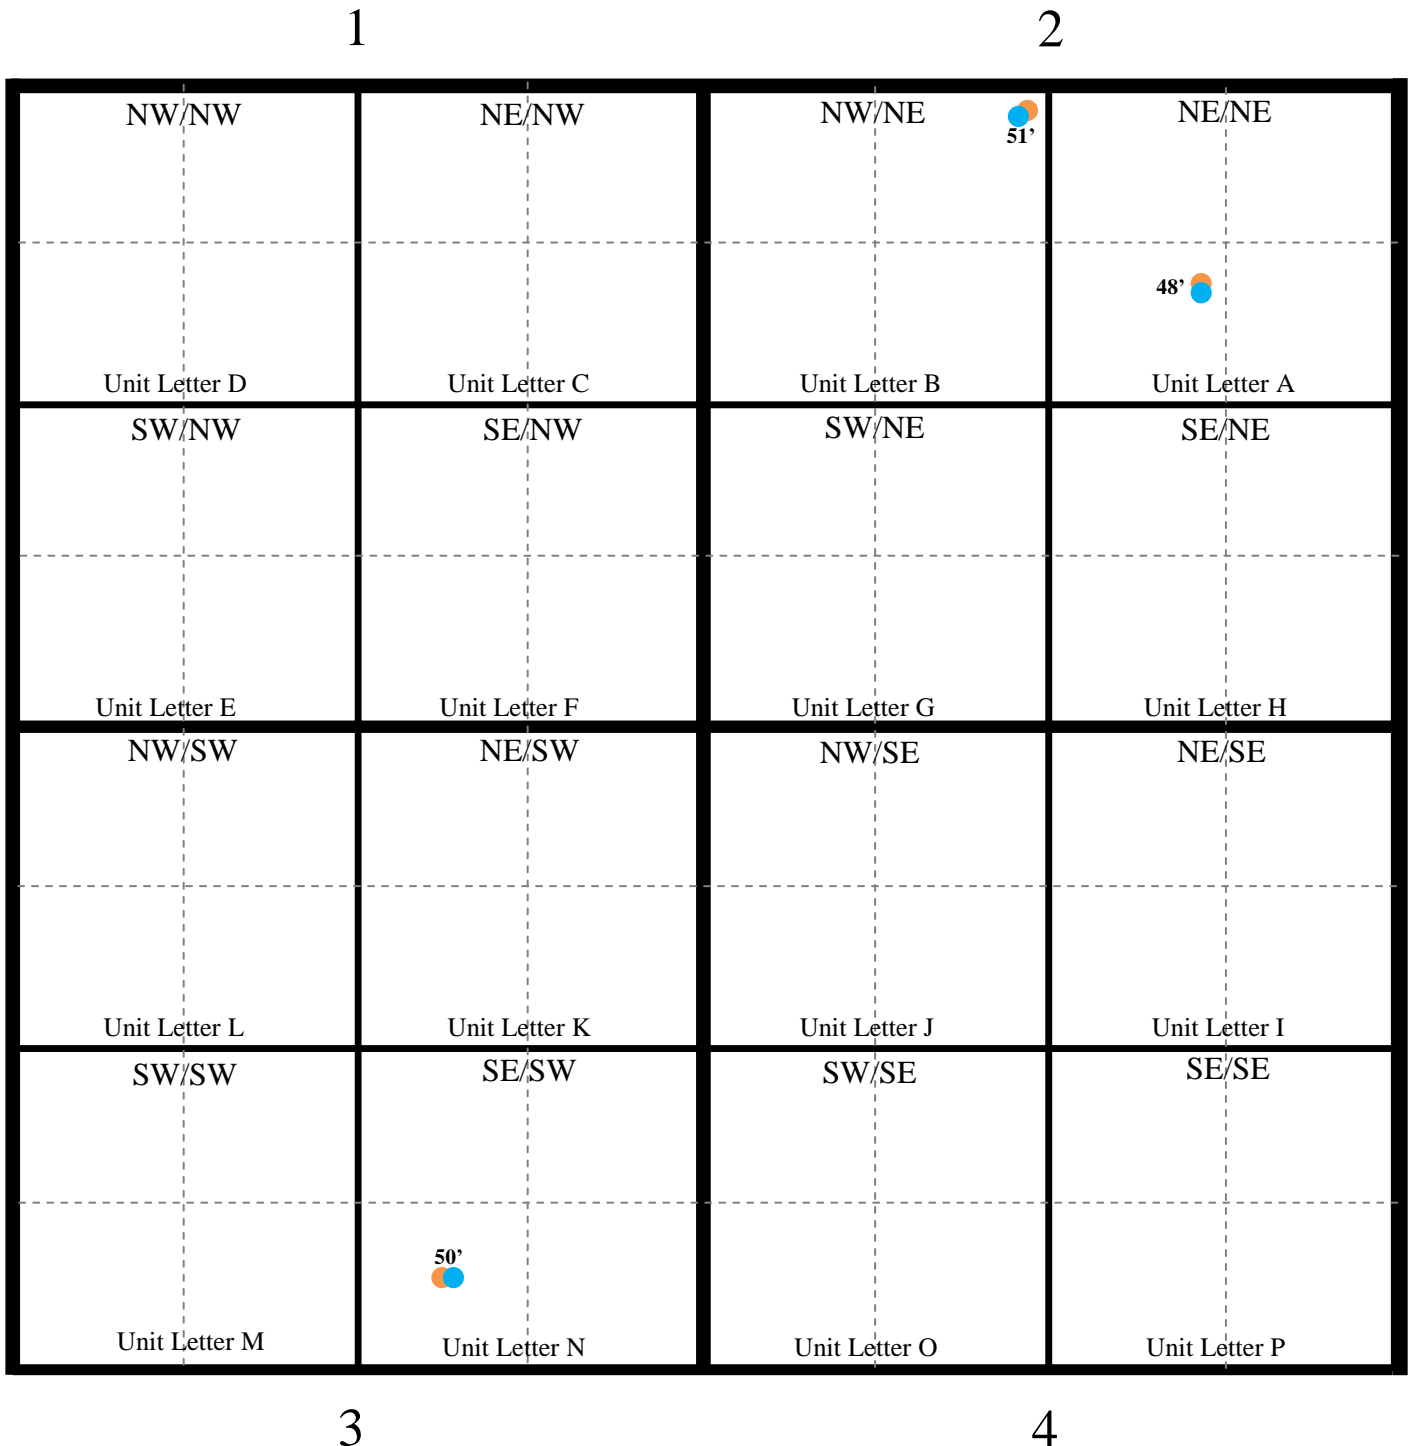 1
2
NW/NW
NE/NW
NW/NE
NE/NE
51’
48’
Unit Letter D
Unit Letter C
Unit Letter B
Unit Letter A
SW/NW
SE/NW
SW/NE
SE/NE
Unit Letter E
Unit Letter F
Unit Letter G
Unit Letter H
NW/SW
NE/SW
NW/SE
NE/SE
Unit Letter L
Unit Letter K
Unit Letter J
Unit Letter I
SW/SW
SE/SW
SW/SE
SE/SE
50’
Unit Letter M
Unit Letter N
Unit Letter O
Unit Letter P
3
4